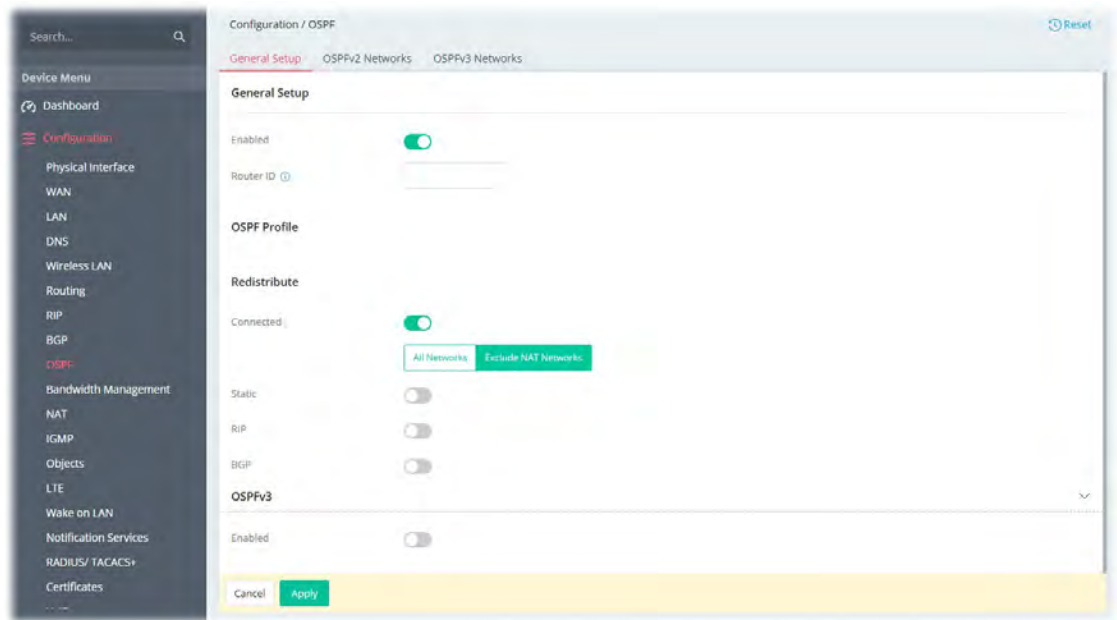 Search...
Device Menu
Dashboard
Configuration
Physical Interface
WAN
LAN
DNS
Wireless LAN
Routing
RIP
BGP
OSPF
Bandwidth Management
NAT
IGMP
Objects
LTE
Wake on LAN
Notification Services
RADIUS/ TACACS+
Certificates
Configuration / OSPF
Reset
General Setup OSPFv2 Networks OSPFv3 Networks
General Setup
Enabled
Router ID
OSPF Profile
Redistribute
Connected
All Networks Exclude NAT Networks
Static
RIP
BGP
OSPFv3
Enabled
Cancel Apply